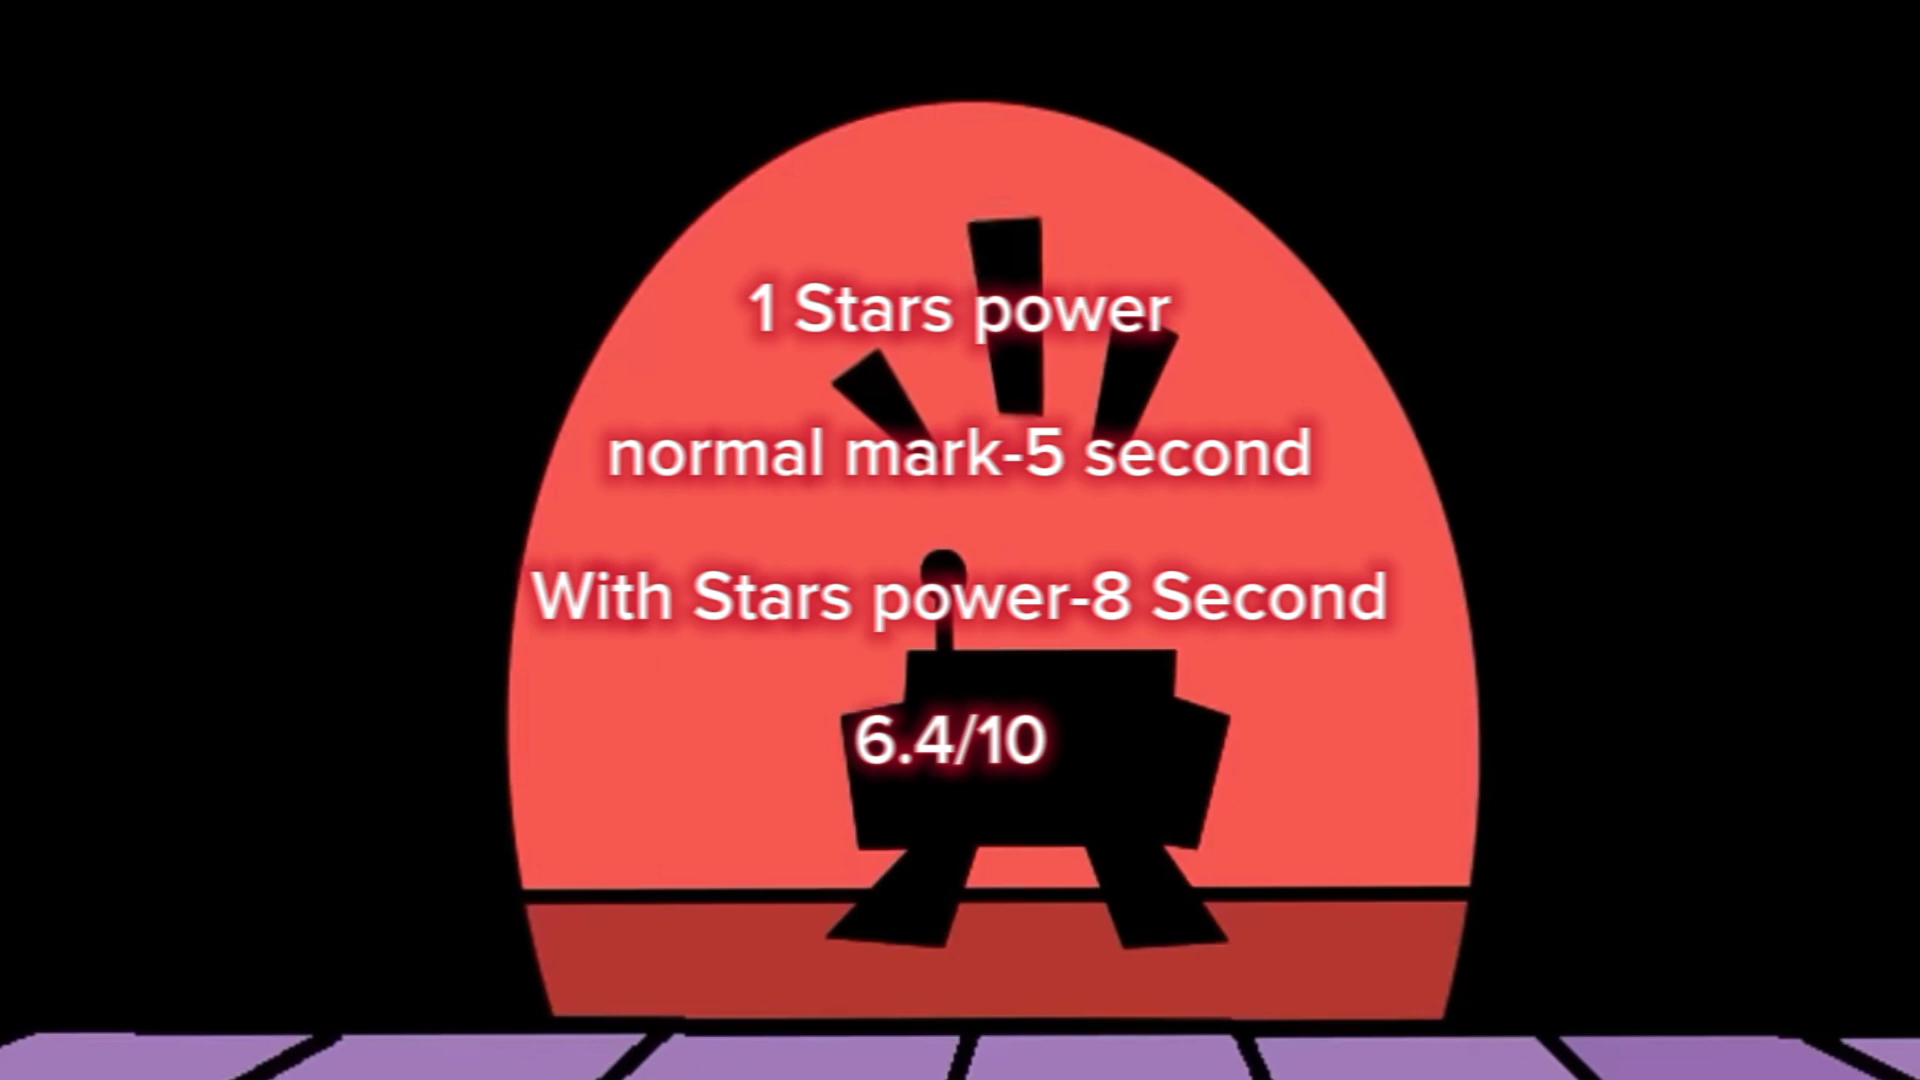 1 Stars power
normal mark-5 second
With Stars power-8 Second
6.4/10